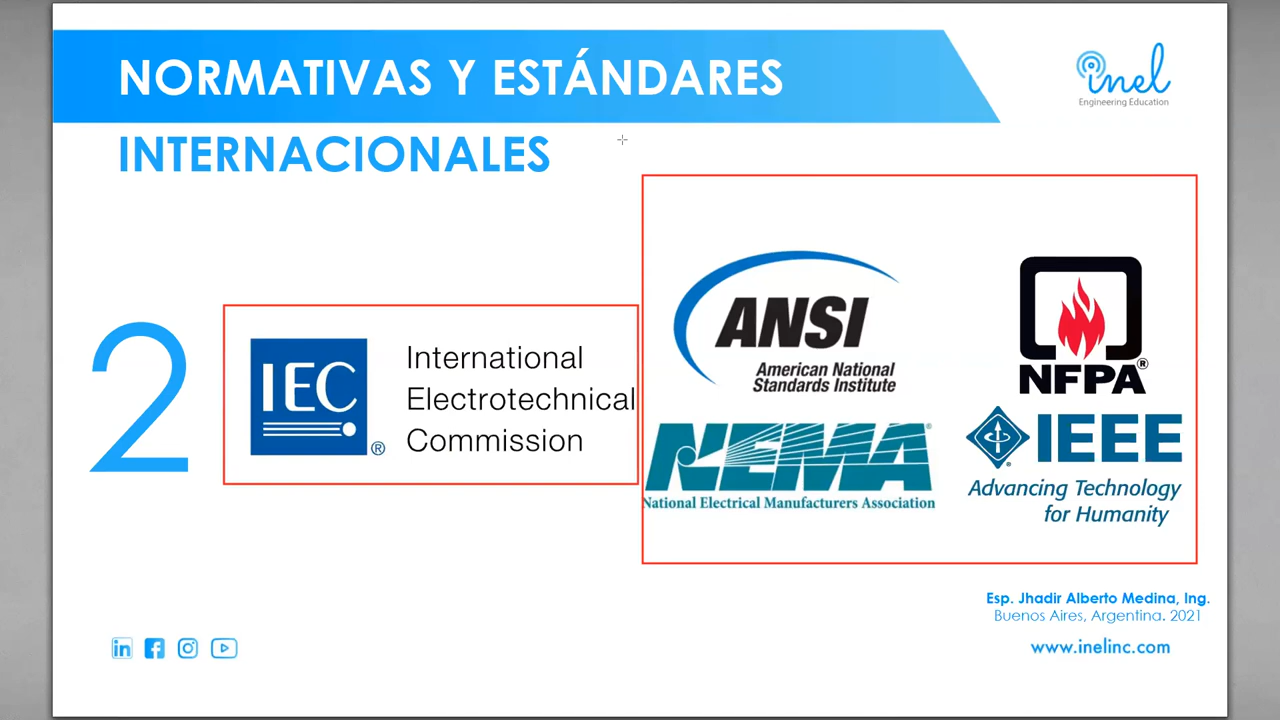 NORMATIVAS Y ESTÁNDARES
INTERNACIONALES
inel
Engineering Education
2
IEC
®
International
Electrotechnical
Commission
ANSI
American National
Standards Institute
NFPA
®
NEMA
®
National Electrical Manufacturers Association
IEEE
®
Advancing Technology
for Humanity
Esp. Jhadir Alberto Medina, Ing.
Buenos Aires, Argentina. 2021
www.inelinc.com
in